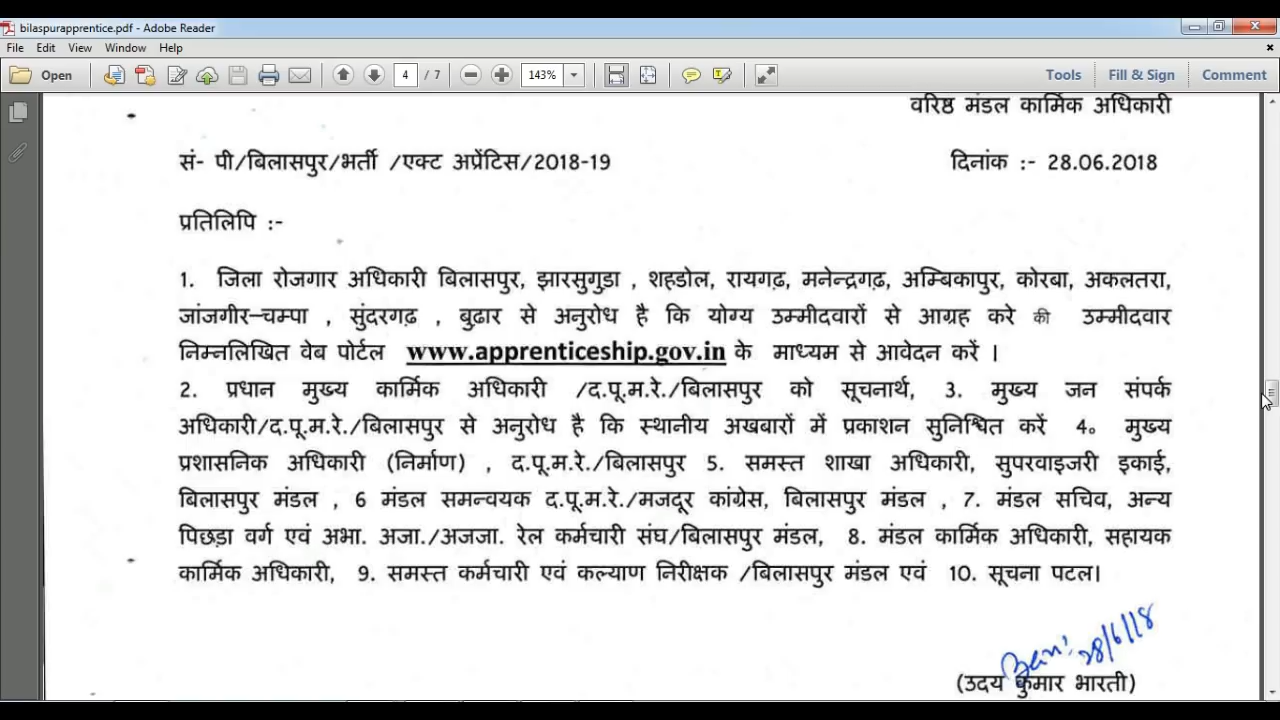 bilaspurapprentice.pdf - Adobe Reader
File Edit View Window Help
Open 4 / 7 143% Tools Fill & Sign Comment
वरिष्ठ मंडल कार्मिक अधिकारी
सं- पी/बिलासपुर/भर्ती /एक्ट अप्रेंटिस/2018-19 दिनांक :- 28.06.2018
प्रतिलिपि :-
1. जिला रोजगार अधिकारी बिलासपुर, झारसुगुडा , शहडोल, रायगढ़, मनेन्द्रगढ़, अम्बिकापुर, कोरबा, अकलतरा,
जांजगीर–चम्पा , सुंदरगढ़ , बुढ़ार से अनुरोध है कि योग्य उम्मीदवारों से आग्रह करे की उम्मीदवार
निम्नलिखित वेब पोर्टल www.apprenticeship.gov.in के माध्यम से आवेदन करें ।
2. प्रधान मुख्य कार्मिक अधिकारी /द.पू.म.रे./बिलासपुर को सूचनार्थ, 3. मुख्य जन संपर्क
अधिकारी/द.पू.म.रे./बिलासपुर से अनुरोध है कि स्थानीय अखबारों में प्रकाशन सुनिश्चित करें 4० मुख्य
प्रशासनिक अधिकारी (निर्माण) , द.पू.म.रे./बिलासपुर 5. समस्त शाखा अधिकारी, सुपरवाइजरी इकाई,
बिलासपुर मंडल , 6 मंडल समन्वयक द.पू.म.रे./मजदूर कांग्रेस, बिलासपुर मंडल , 7. मंडल सचिव, अन्य
पिछड़ा वर्ग एवं अभा. अजा./अजजा. रेल कर्मचारी संघ/बिलासपुर मंडल, 8. मंडल कार्मिक अधिकारी, सहायक
कार्मिक अधिकारी, 9. समस्त कर्मचारी एवं कल्याण निरीक्षक /बिलासपुर मंडल एवं 10. सूचना पटल।
28/6/18
(उदय कुमार भारती)